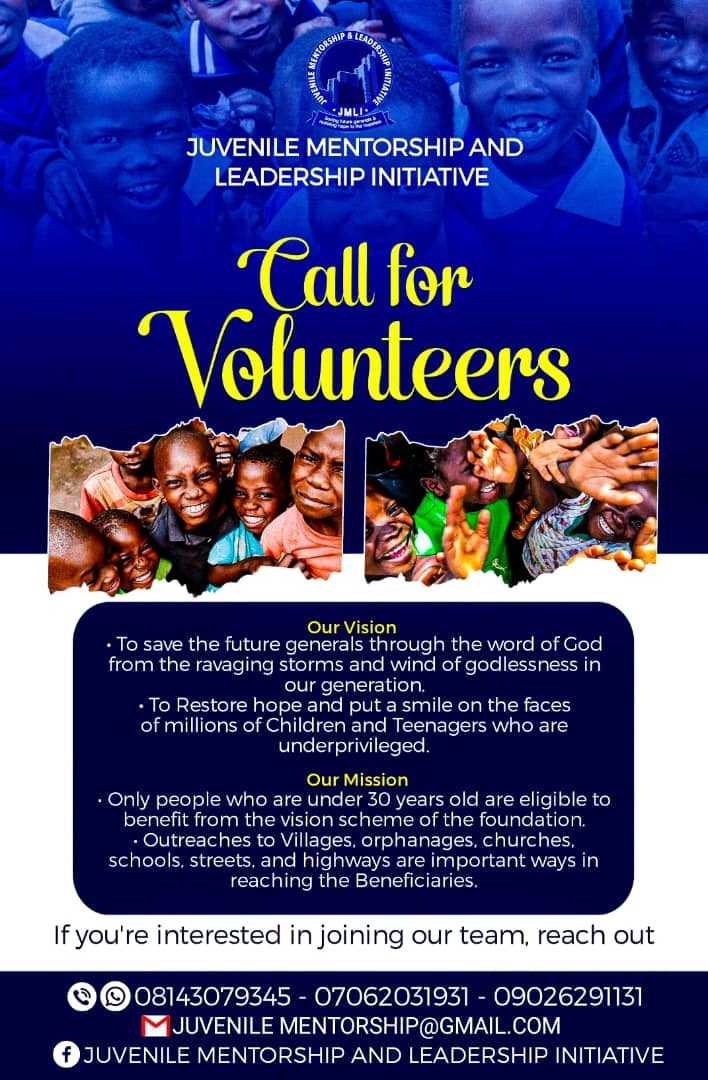 JUVENILE MENTORSHIP & LEADERSHIP INITIATIVE
JMLI
JUVENILE MENTORSHIP AND
LEADERSHIP INITIATIVE
Call for
Volunteers
Our Vision
• To save the future generals through the word of God
from the ravaging storms and wind of godlessness in
our generation.
• To Restore hope and put a smile on the faces
of millions of Children and Teenagers who are
underprivileged.
Our Mission
• Only people who are under 30 years old are eligible to
benefit from the vision scheme of the foundation.
• Outreaches to Villages, orphanages, churches,
schools, streets, and highways are important ways in
reaching the Beneficiaries.
If you're interested in joining our team, reach out
08143079345 - 07062031931 - 09026291131
JUVENILE MENTORSHIP@GMAIL.COM
JUVENILE MENTORSHIP AND LEADERSHIP INITIATIVE